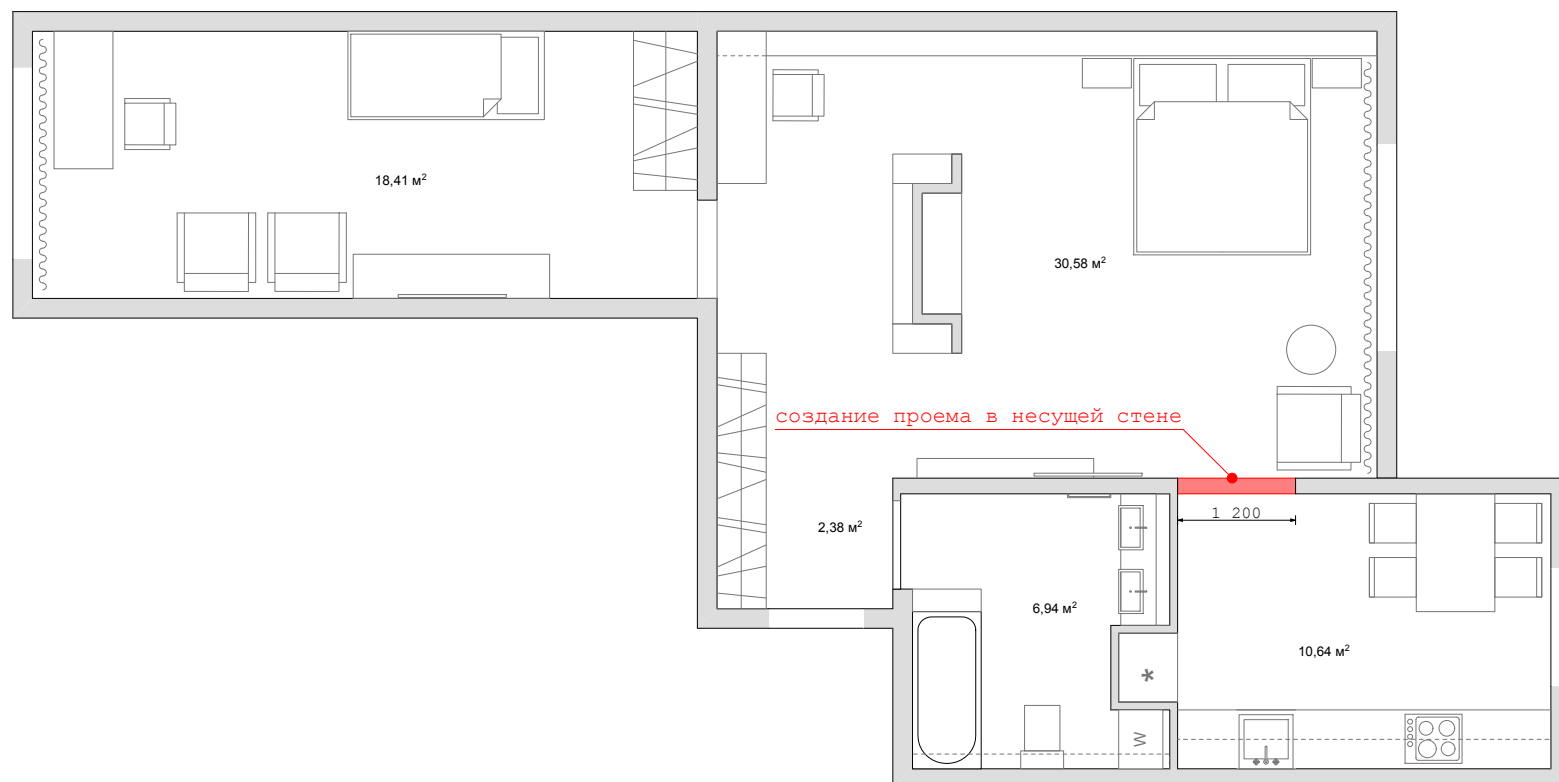 18,41 м²
30,58 м²
создание проема в несущей стене
1 200
2,38 м²
6,94 м²
10,64 м²
*
W